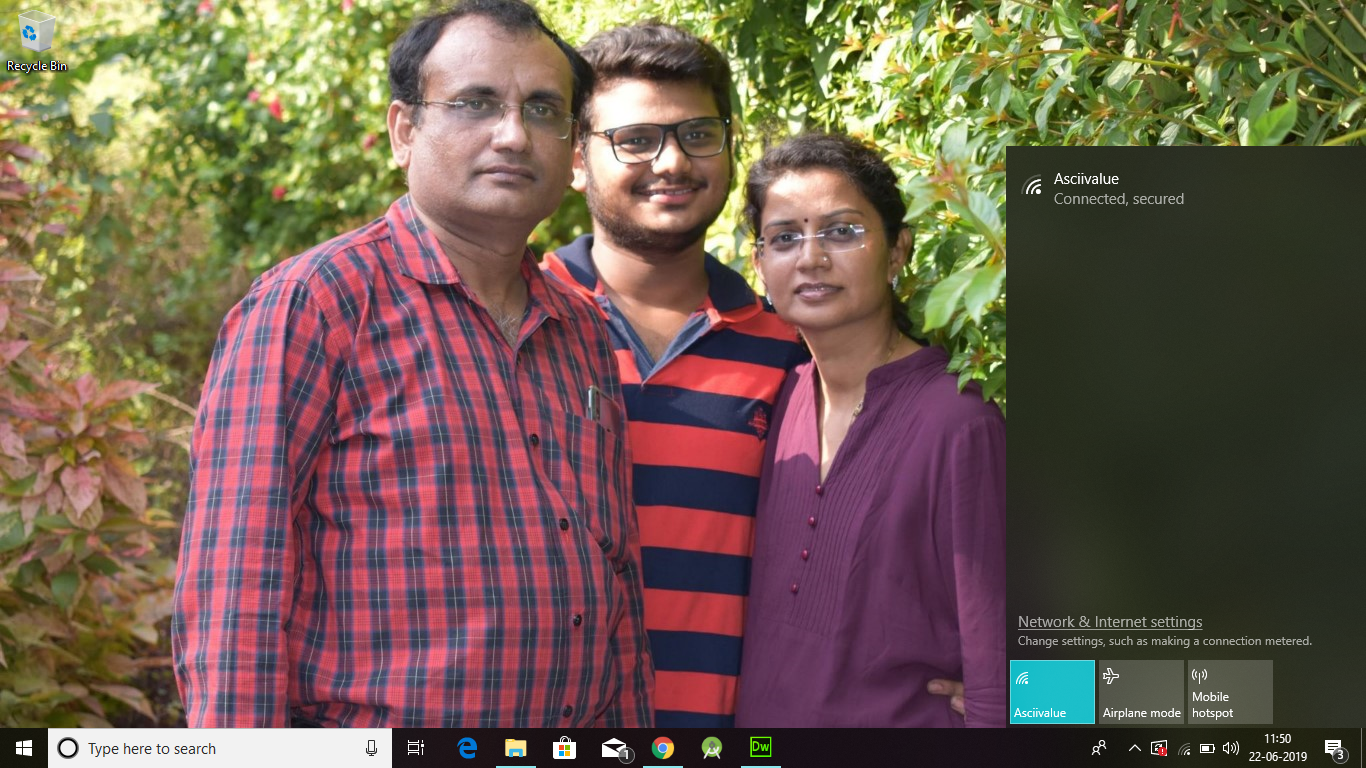 Recycle Bin
Asciivalue
Connected, secured
Network & Internet settings
Change settings, such as making a connection metered.
Asciivalue
Airplane mode
Mobile
hotspot
Type here to search
1
Dw
11:50
22-06-2019
3